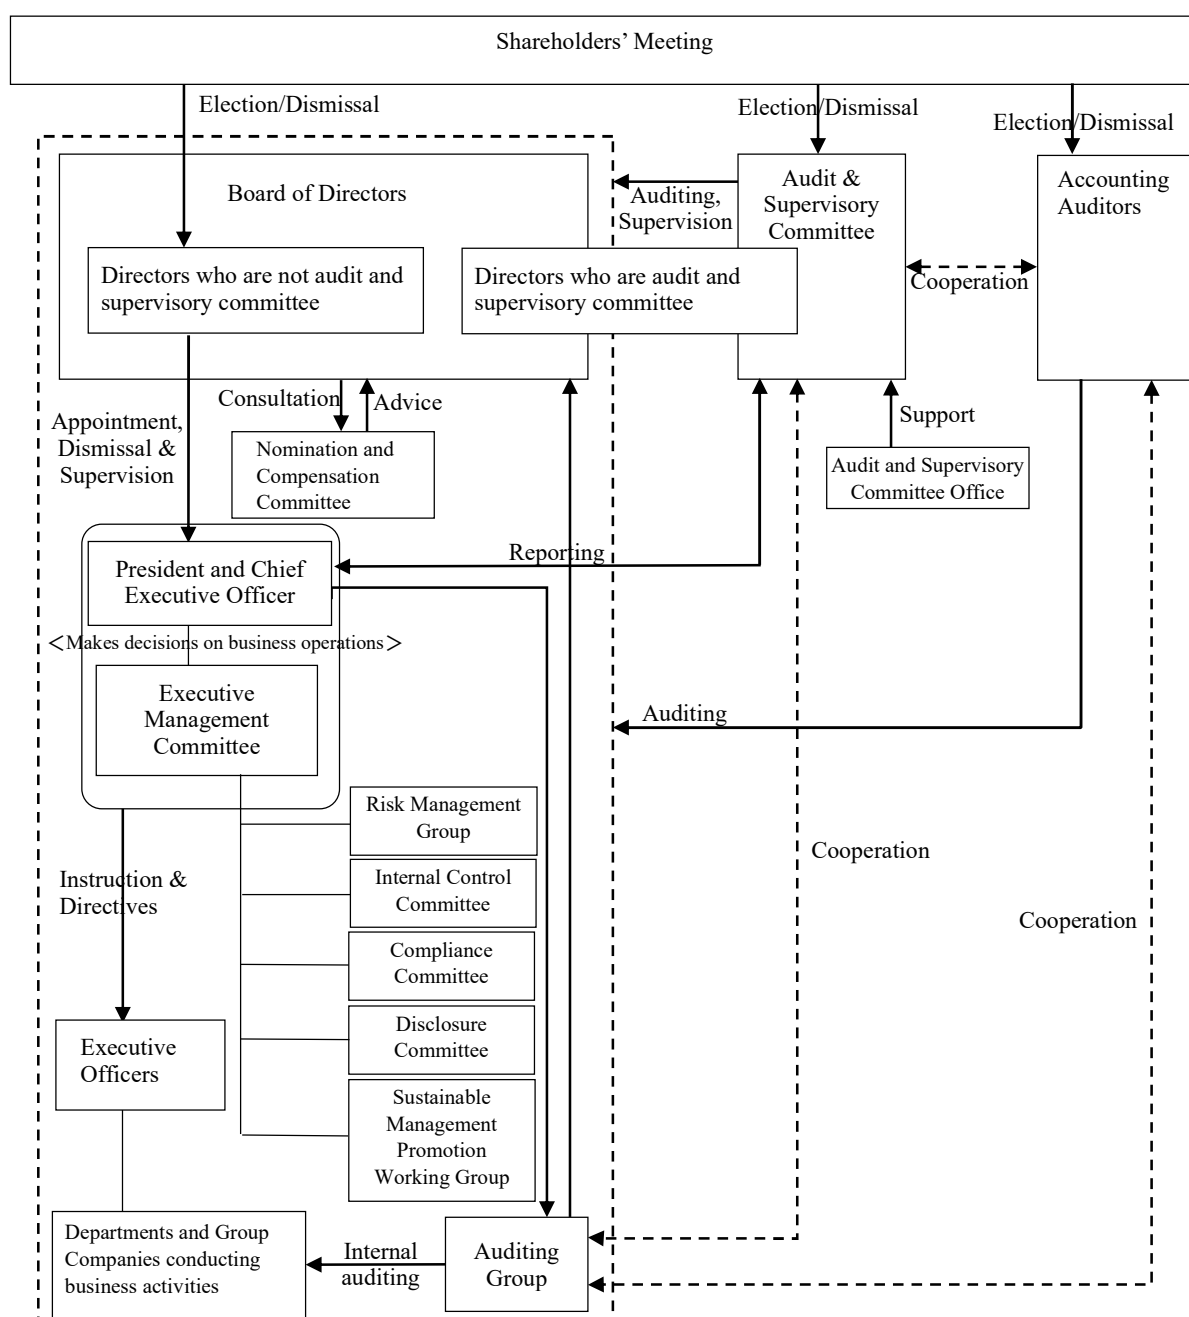 Shareholders’ Meeting
Election/Dismissal
Election/Dismissal
Election/Dismissal
Board of Directors
Auditing,
Supervision
Audit &
Supervisory
Committee
Accounting
Auditors
Directors who are not audit and
supervisory committee
Directors who are audit and
supervisory committee
Cooperation
Consultation
Advice
Appointment,
Dismissal &
Supervision
Nomination and
Compensation
Committee
Support
Audit and Supervisory
Committee Office
Reporting
President and Chief
Executive Officer
<Makes decisions on business operations>
Executive
Management
Committee
Auditing
Risk Management
Group
Cooperation
Instruction &
Directives
Internal Control
Committee
Cooperation
Compliance
Committee
Disclosure
Committee
Executive
Officers
Sustainable
Management
Promotion
Working Group
Departments and Group
Companies conducting
business activities
Internal
auditing
Auditing
Group